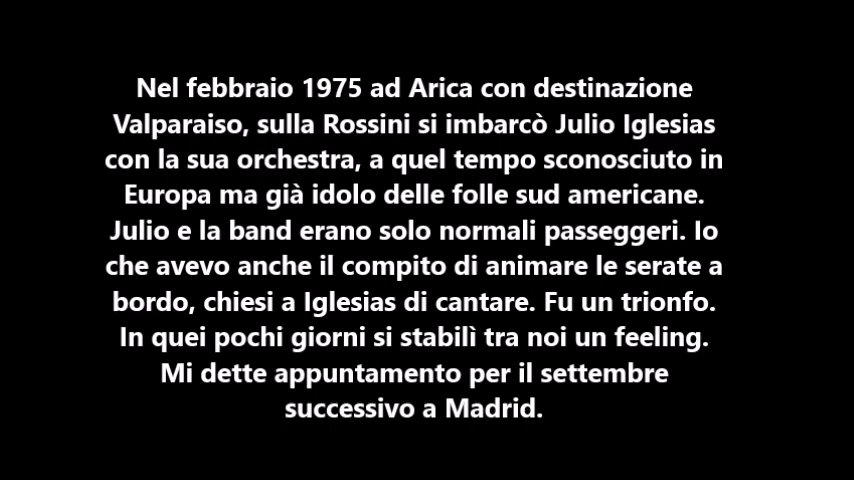 Nel febbraio 1975 ad Arica con destinazione
Valparaiso, sulla Rossini si imbarcò Julio Iglesias
con la sua orchestra, a quel tempo sconosciuto in
Europa ma già idolo delle folle sud americane.
Julio e la band erano solo normali passeggeri. Io
che avevo anche il compito di animare le serate a
bordo, chiesi a Iglesias di cantare. Fu un trionfo.
In quei pochi giorni si stabilì tra noi un feeling.
Mi dette appuntamento per il settembre
successivo a Madrid.